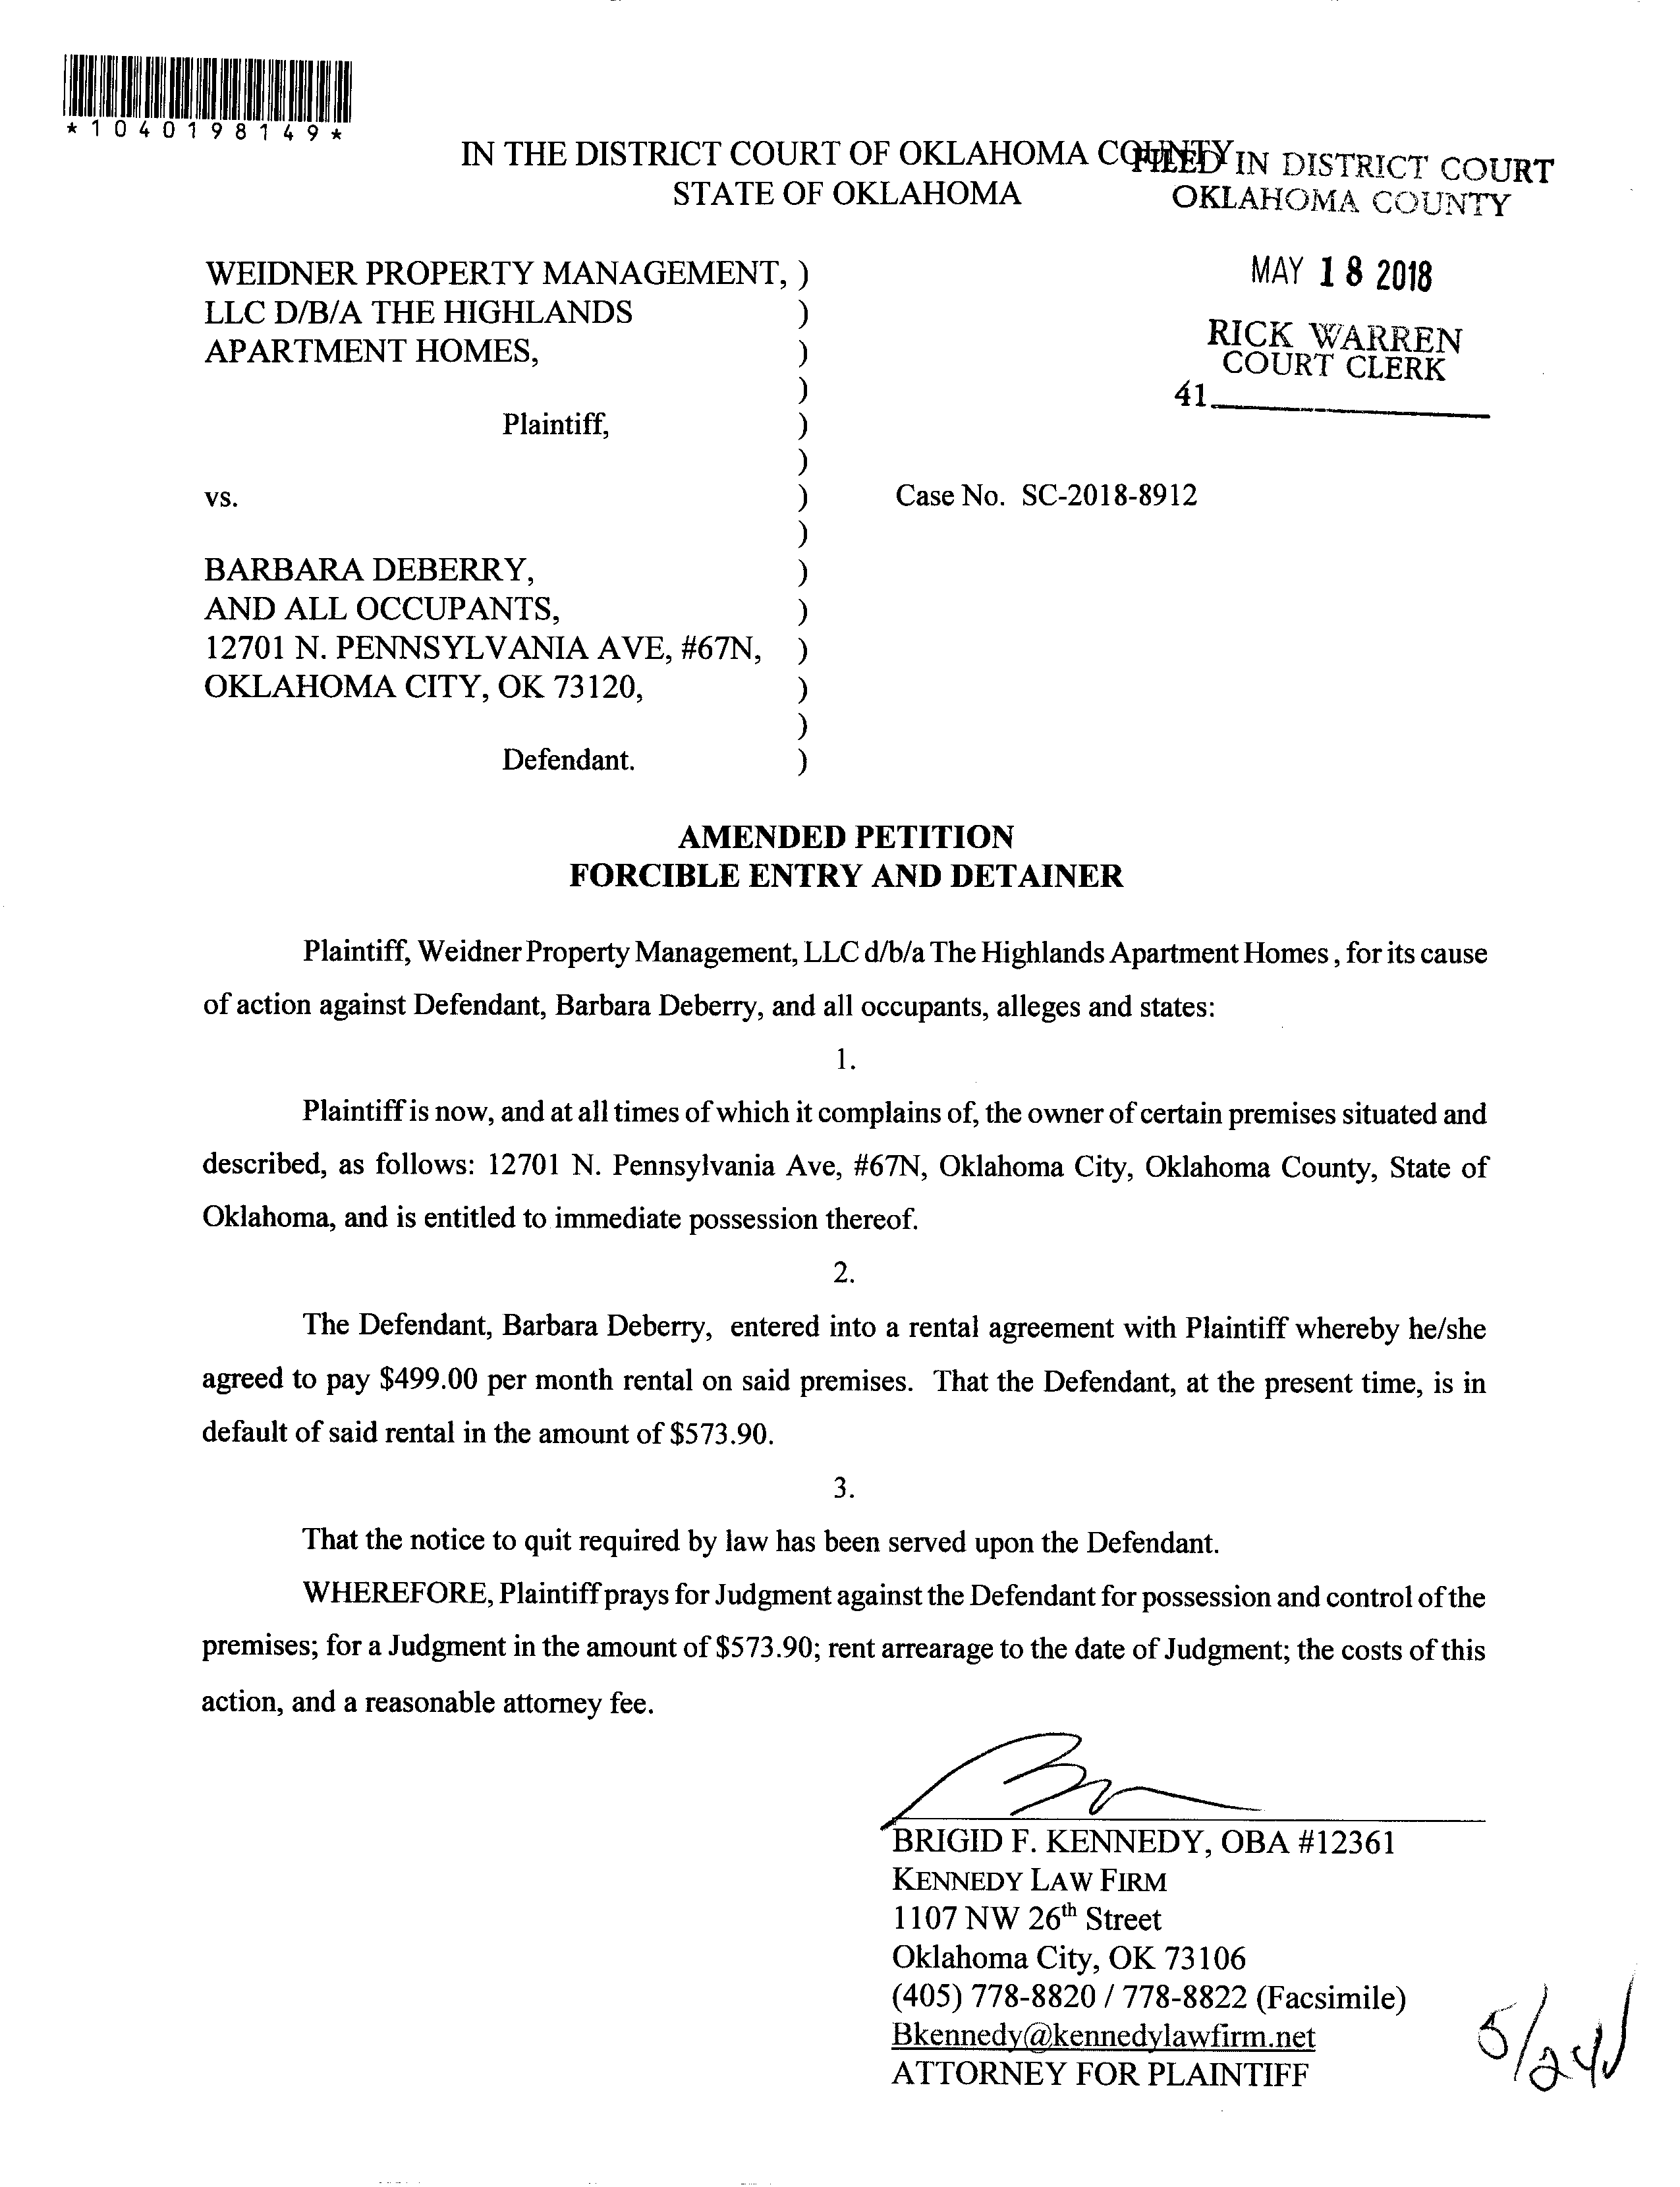 *1040198149*
IN THE DISTRICT COURT OF OKLAHOMA COUNTY
STATE OF OKLAHOMA
FILED IN DISTRICT COURT
OKLAHOMA COUNTY
MAY 18 2018
RICK WARREN
COURT CLERK
41
WEIDNER PROPERTY MANAGEMENT, )
LLC D/B/A THE HIGHLANDS )
APARTMENT HOMES, )
)
Plaintiff, )
)
vs. ) Case No. SC-2018-8912
)
BARBARA DEBERRY, )
AND ALL OCCUPANTS, )
12701 N. PENNSYLVANIA AVE, #67N, )
OKLAHOMA CITY, OK 73120, )
)
Defendant. )
AMENDED PETITION
FORCIBLE ENTRY AND DETAINER
Plaintiff, Weidner Property Management, LLC d/b/a The Highlands Apartment Homes , for its cause
of action against Defendant, Barbara Deberry, and all occupants, alleges and states:
1.
Plaintiff is now, and at all times of which it complains of, the owner of certain premises situated and
described, as follows: 12701 N. Pennsylvania Ave, #67N, Oklahoma City, Oklahoma County, State of
Oklahoma, and is entitled to immediate possession thereof.
2.
The Defendant, Barbara Deberry, entered into a rental agreement with Plaintiff whereby he/she
agreed to pay $499.00 per month rental on said premises. That the Defendant, at the present time, is in
default of said rental in the amount of $573.90.
3.
That the notice to quit required by law has been served upon the Defendant.
WHEREFORE, Plaintiff prays for Judgment against the Defendant for possession and control of the
premises; for a Judgment in the amount of $573.90; rent arrearage to the date of Judgment; the costs of this
action, and a reasonable attorney fee.
BRIGID F. KENNEDY, OBA #12361
KENNEDY LAW FIRM
1107 NW 26th Street
Oklahoma City, OK 73106
(405) 778-8820 / 778-8822 (Facsimile)
Bkennedy@kennedylawfirm.net
ATTORNEY FOR PLAINTIFF
5/24